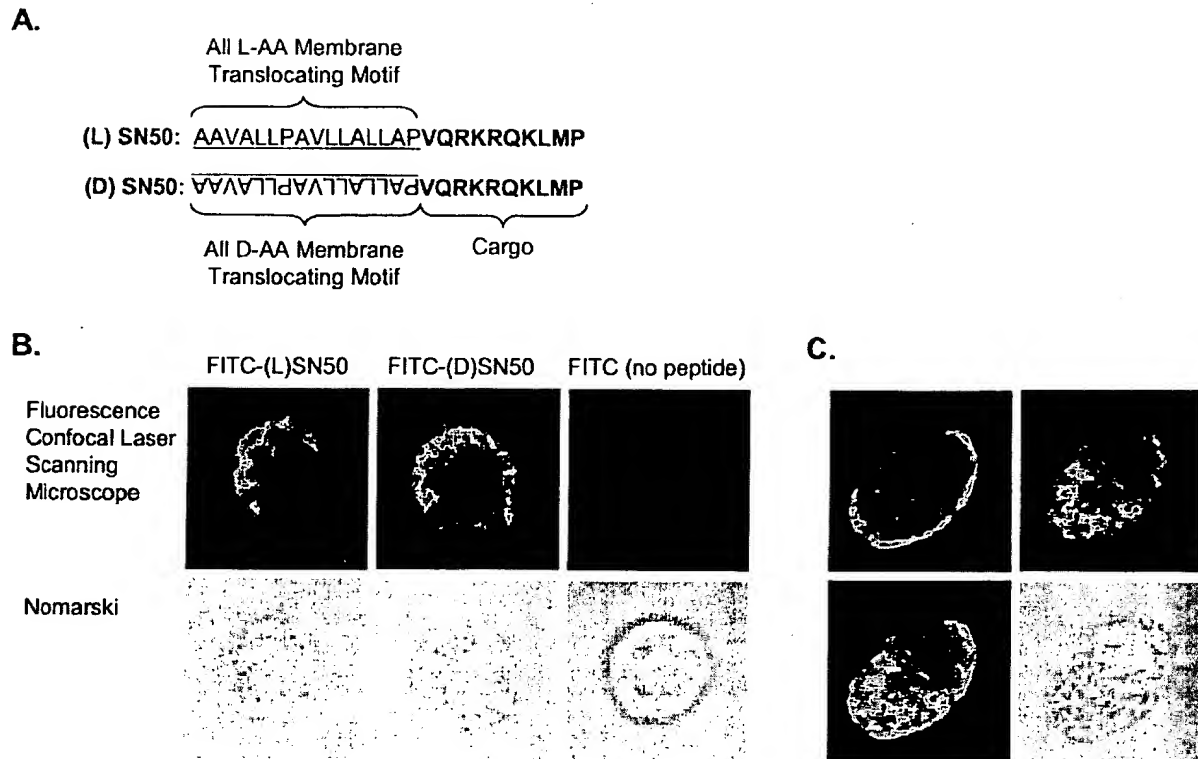 A.
All L-AA Membrane
Translocating Motif
(L) SN50: AAVALLPAVLLALLAPVQRKRQKLMP
(D) SN50: AAVALLPAVLLALLAPVQRKRQKLMP
All D-AA Membrane
Translocating Motif
Cargo
B.
FITC-(L)SN50
FITC-(D)SN50
FITC (no peptide)
Fluorescence
Confocal Laser
Scanning
Microscope
Nomarski
C.